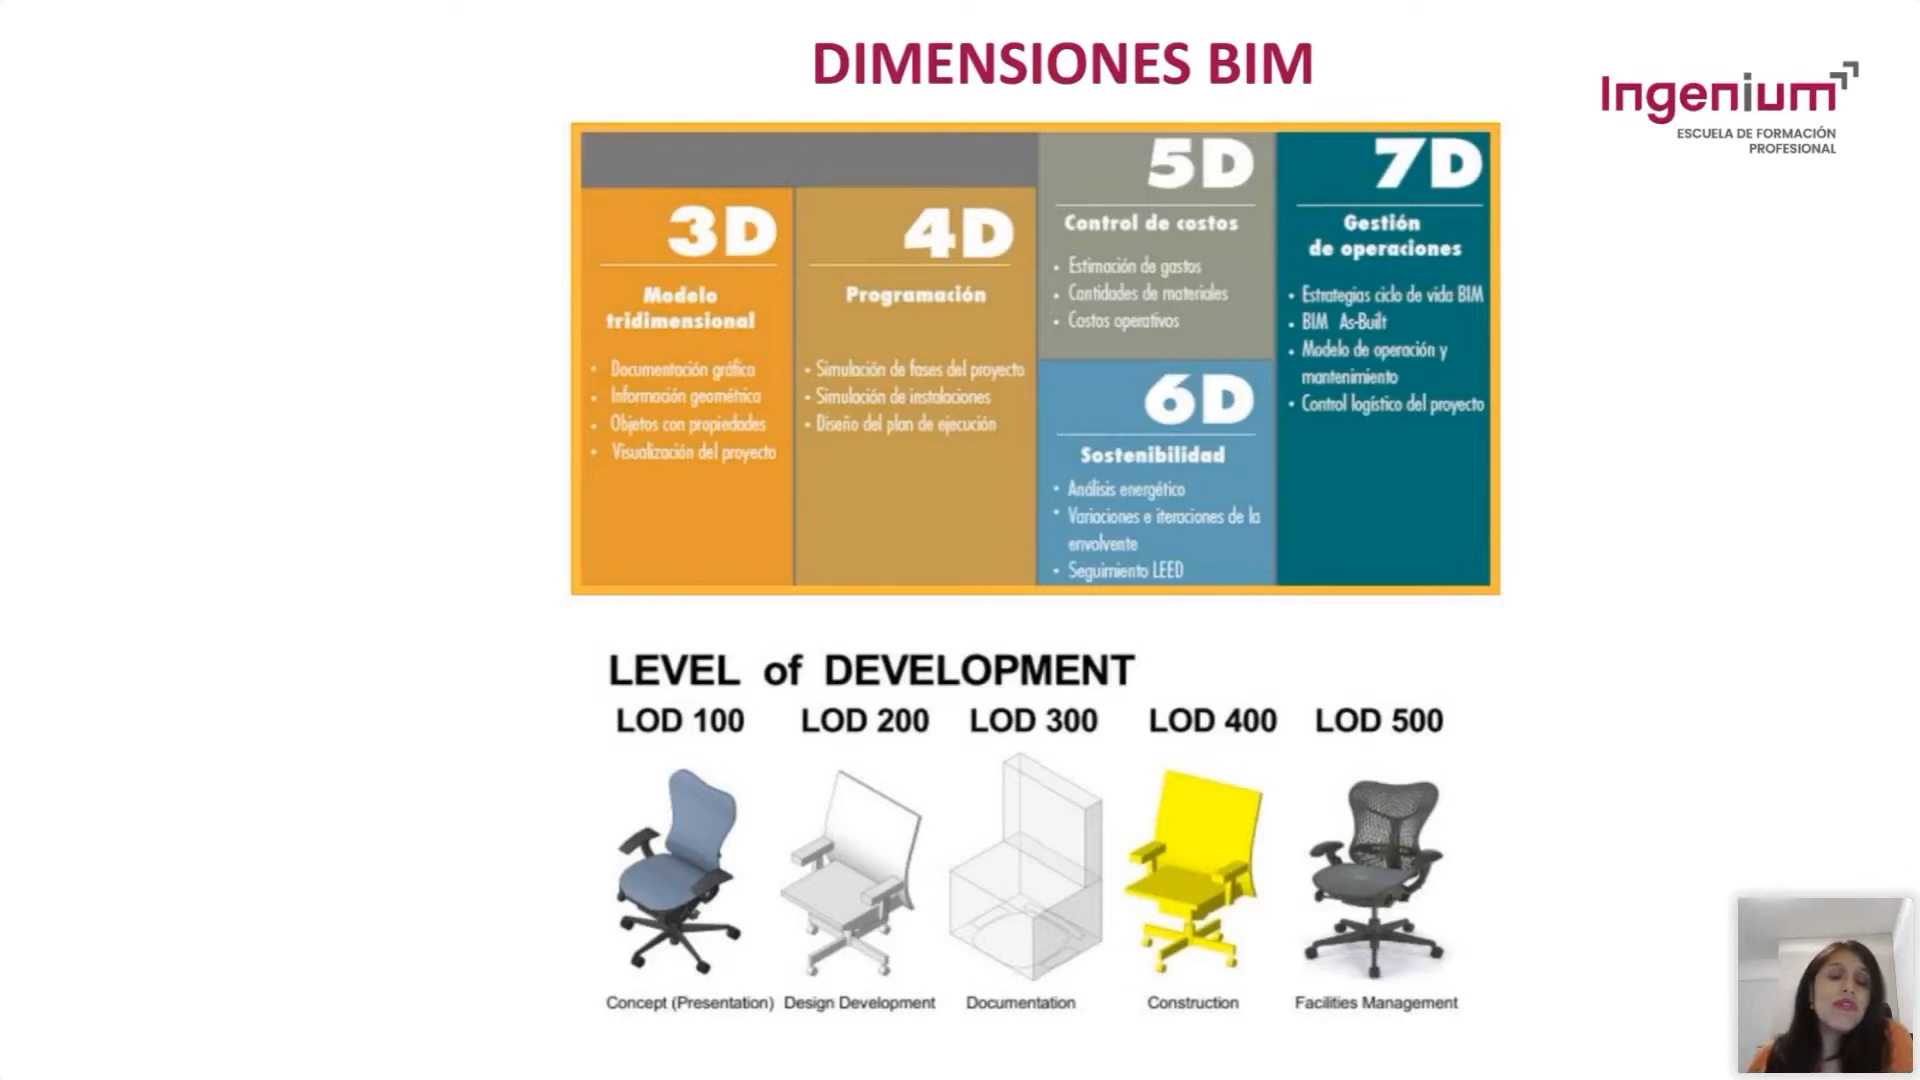 DIMENSIONES BIM
Ingenium
ESCUELA DE FORMACIÓN
PROFESIONAL
3D
Modelo
tridimensional
• Documentación gráfica
• Información geométrica
• Objetos con propiedades
• Visualización del proyecto
4D
Programación
• Simulación de fases del proyecto
• Simulación de instalaciones
• Diseño del plan de ejecución
5D
Control de costos
• Estimación de gastos
• Cantidades de materiales
• Costos operativos
6D
Sostenibilidad
• Análisis energético
• Variaciones e iteraciones de la
envolvente
• Seguimiento LEED
7D
Gestión
de operaciones
• Estrategias ciclo de vida BIM
• BIM As-Built
• Modelo de operación y
mantenimiento
• Control logístico del proyecto
LEVEL of DEVELOPMENT
LOD 100 LOD 200 LOD 300 LOD 400 LOD 500
Concept (Presentation) Design Development Documentation Construction Facilities Management